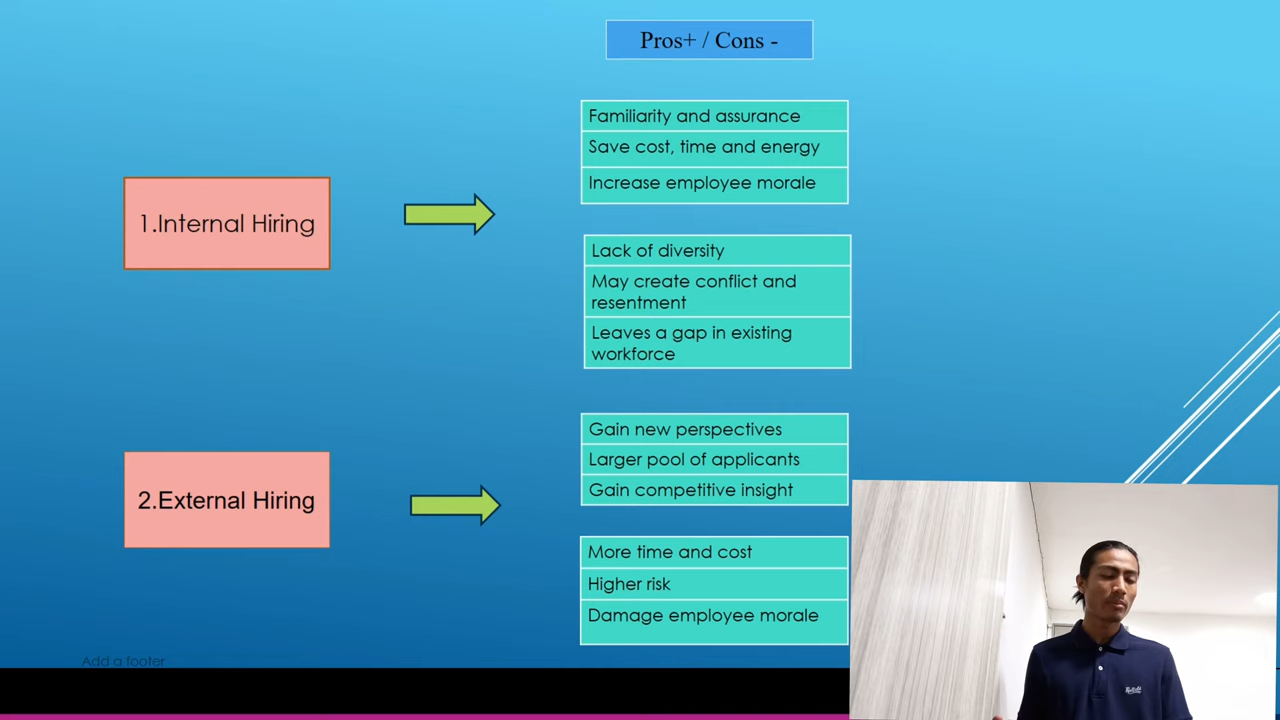 Pros+ / Cons -
1.Internal Hiring
Familiarity and assurance
Save cost, time and energy
Increase employee morale
Lack of diversity
May create conflict and
resentment
Leaves a gap in existing
workforce
2.External Hiring
Gain new perspectives
Larger pool of applicants
Gain competitive insight
More time and cost
Higher risk
Damage employee morale
Add a footer